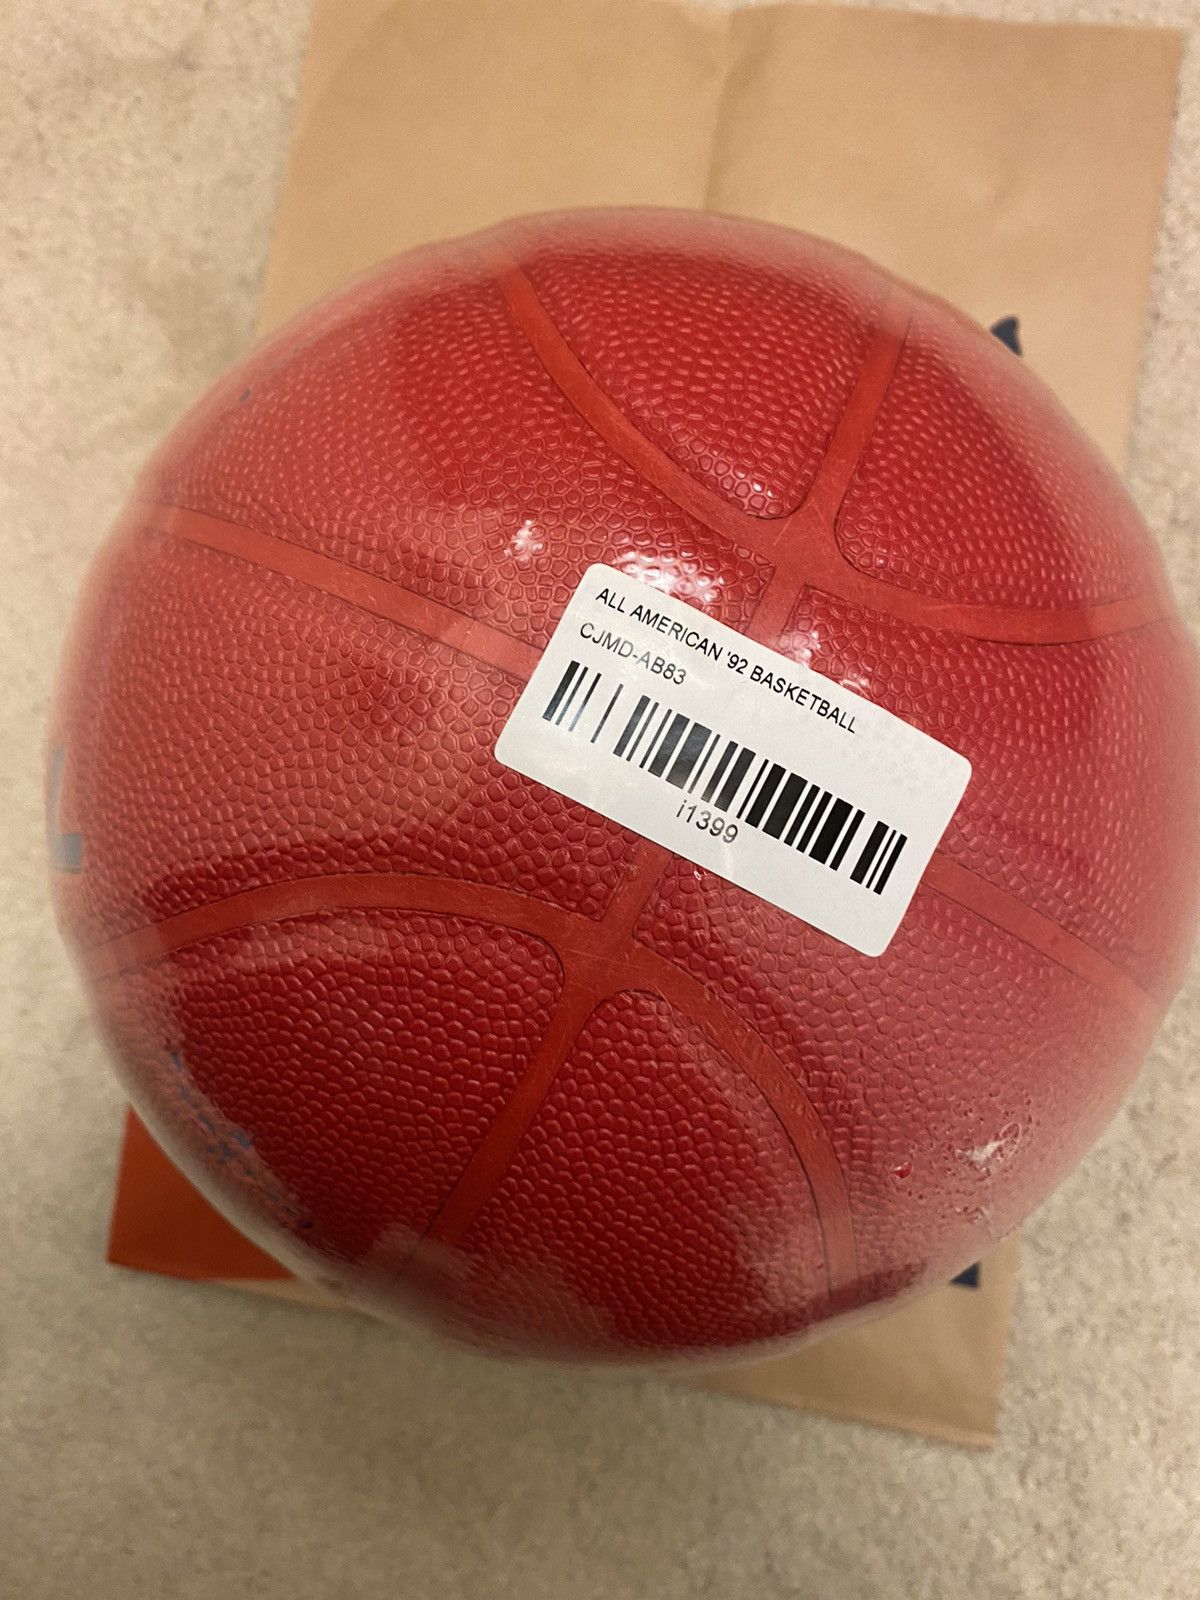 ALL AMERICAN '92 BASKETBALL
CJMD-AB83
i1399